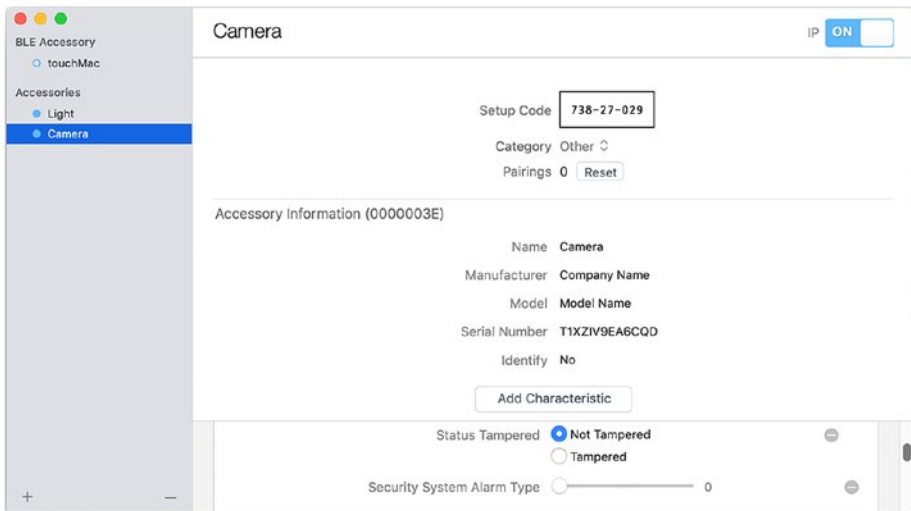 BLE Accessory
touchMac
Accessories
Light
Camera
Camera
IP ON
Setup Code 738-27-029
Category Other
Pairings 0 Reset
Accessory Information (0000003E)
Name Camera
Manufacturer Company Name
Model Model Name
Serial Number T1XZIV9EA6CQD
Identify No
Add Characteristic
Status Tampered Not Tampered
Tampered
Security System Alarm Type 0